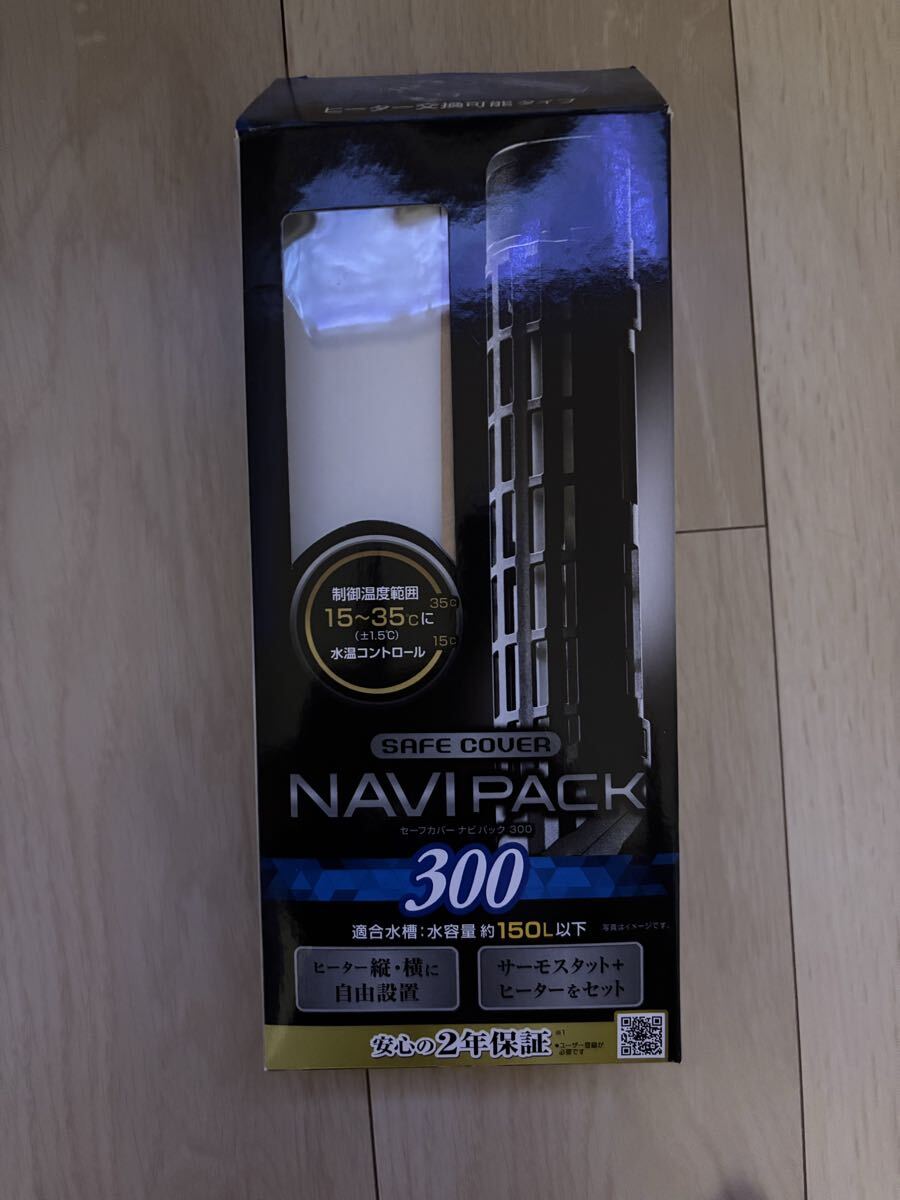 ヒーター交換可能タイプ
制御温度範囲
15～35℃に
(±1.5℃)
水温コントロール
35℃
15℃
SAFE COVER
NAVI PACK
セーフカバー ナビパック 300
300
適合水槽：水容量 約150L以下
写真はイメージです。
ヒーター 縦・横に
自由設置
サーモスタット+
ヒーターをセット
安心の2年保証
※1
●ユーザー登録が
必要です